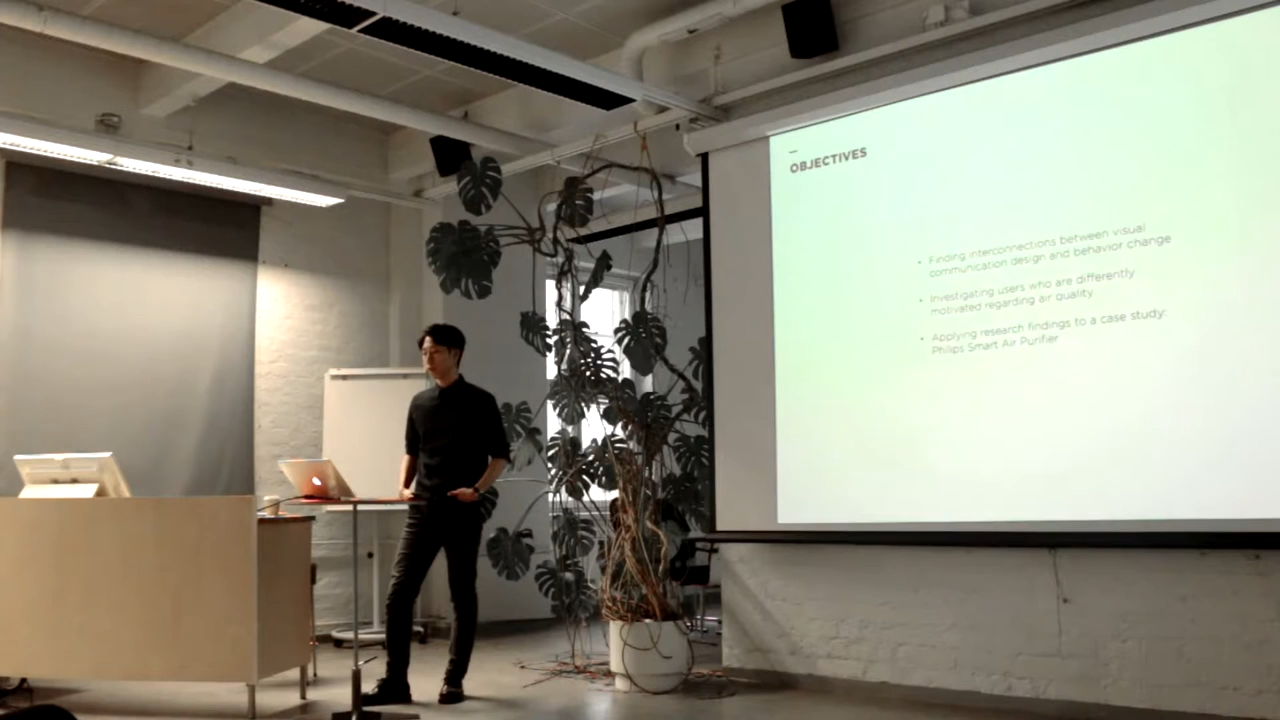 OBJECTIVES
• Finding interconnections between visual
communication design and behavior change
• Investigating users who are differently
motivated regarding air quality
• Applying research findings to a case study:
Philips Smart Air Purifier